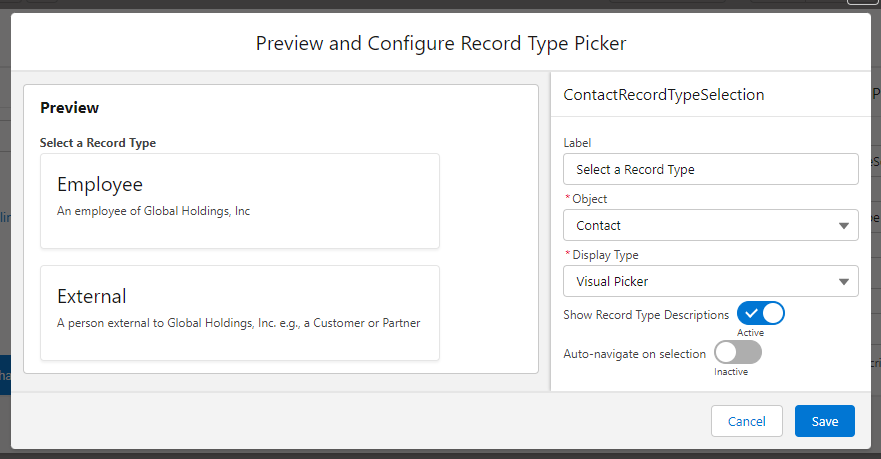 Preview and Configure Record Type Picker
Preview
Select a Record Type
Employee
An employee of Global Holdings, Inc
External
A person external to Global Holdings, Inc. e.g., a Customer or Partner
ContactRecordTypeSelection
Label
Select a Record Type
* Object
Contact
* Display Type
Visual Picker
Show Record Type Descriptions
Active
Auto-navigate on selection
Inactive
Cancel
Save